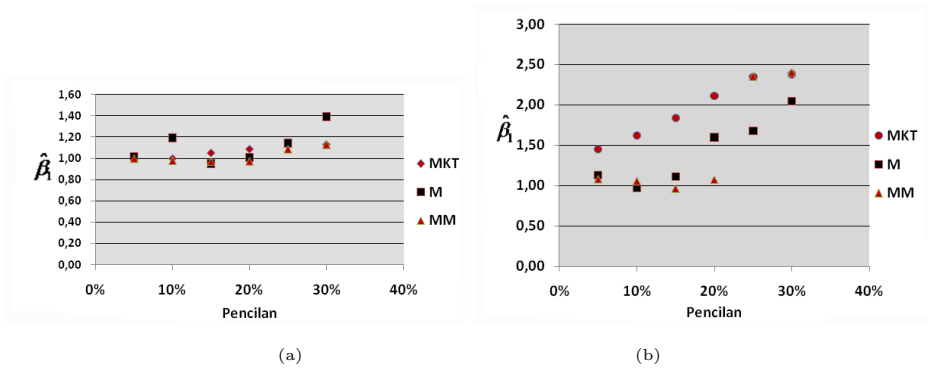 1,60
1,40
1,20
1,00
0,80
0,60
0,40
0,20
0,00
β̂1
0% 10% 20% 30% 40%
Pencilan
MKT
M
MM
(a)
3,00
2,50
2,00
1,50
1,00
0,50
0,00
β̂1
0% 10% 20% 30% 40%
Pencilan
MKT
M
MM
(b)